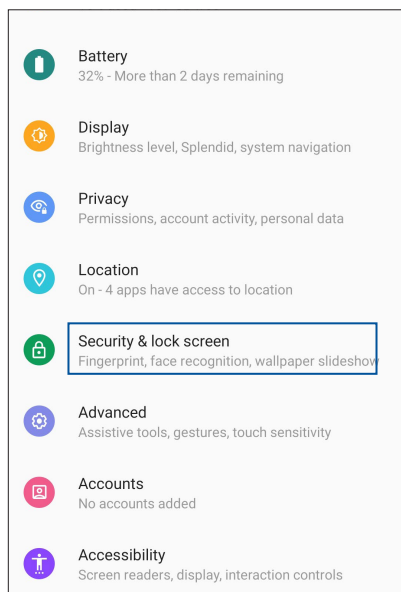 Battery
32% - More than 2 days remaining
Display
Brightness level, Splendid, system navigation
Privacy
Permissions, account activity, personal data
Location
On - 4 apps have access to location
Security & lock screen
Fingerprint, face recognition, wallpaper slideshow
Advanced
Assistive tools, gestures, touch sensitivity
Accounts
No accounts added
Accessibility
Screen readers, display, interaction controls